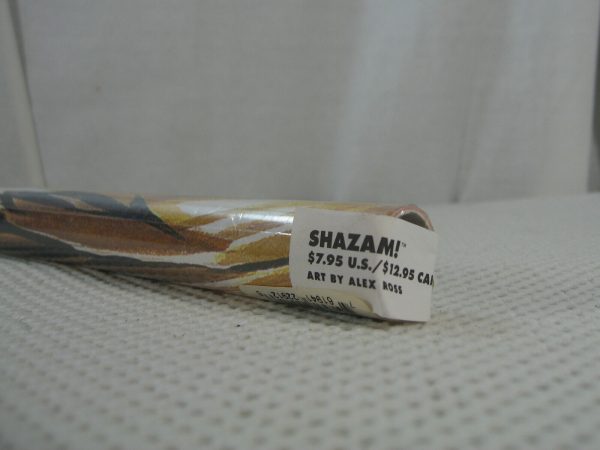 SHAZAM!™
$7.95 U.S./$12.95 CAN
ART BY ALEX ROSS